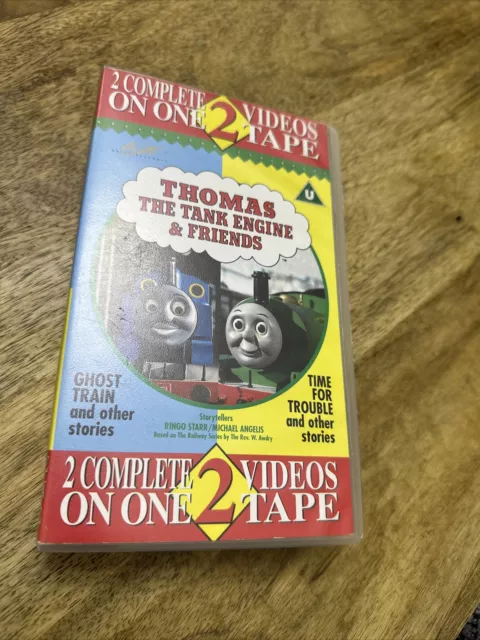 2 COMPLETE 2 VIDEOS
ON ONE TAPE
U
THOMAS
THE TANK ENGINE
& FRIENDS
GHOST
TRAIN
and other
stories
TIME
FOR
TROUBLE
and other
stories
Storytellers
RINGO STARR/MICHAEL ANGELIS
Based on The Railway Series by The Rev. W. Awdry
2 COMPLETE 2 VIDEOS
ON ONE TAPE